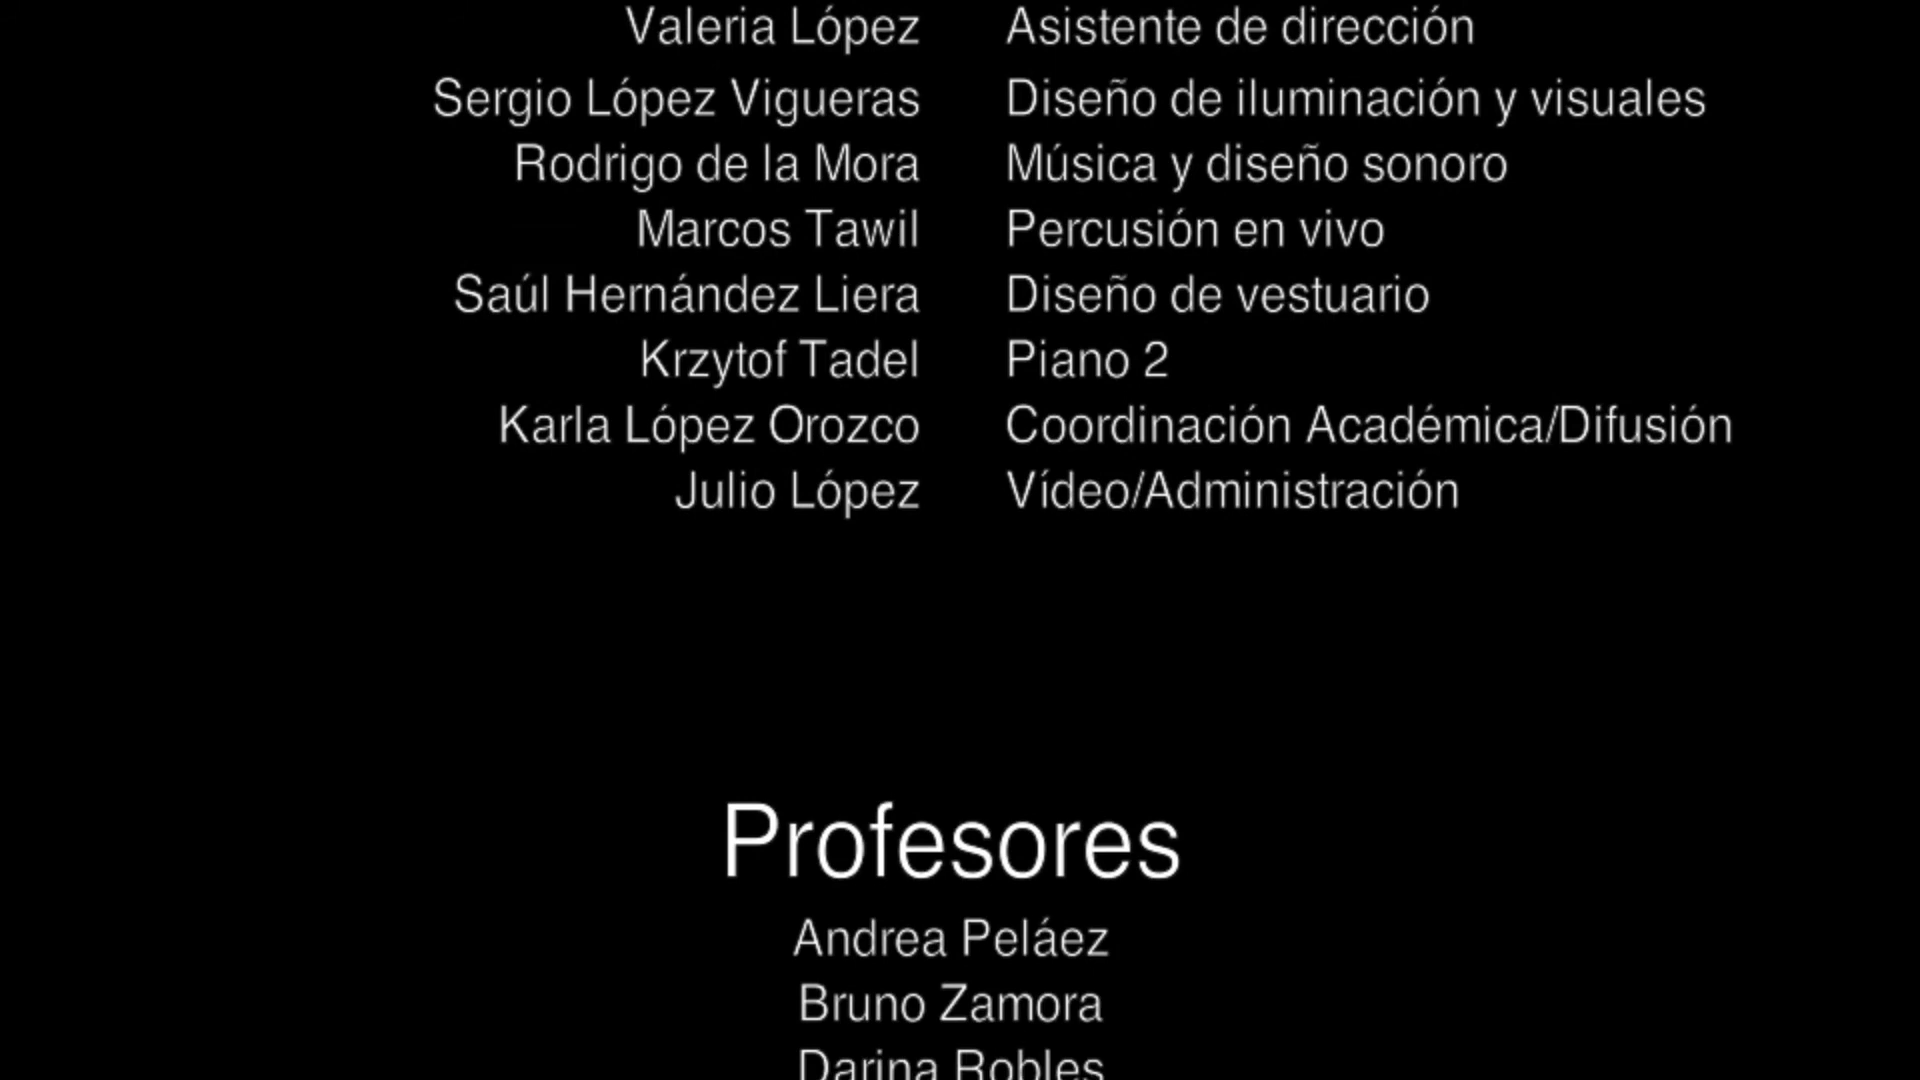 Valeria López Asistente de dirección
Sergio López Vigueras Diseño de iluminación y visuales
Rodrigo de la Mora Música y diseño sonoro
Marcos Tawil Percusión en vivo
Saúl Hernández Liera Diseño de vestuario
Krzytof Tadel Piano 2
Karla López Orozco Coordinación Académica/Difusión
Julio López Vídeo/Administración
Profesores
Andrea Peláez
Bruno Zamora
Darina Robles